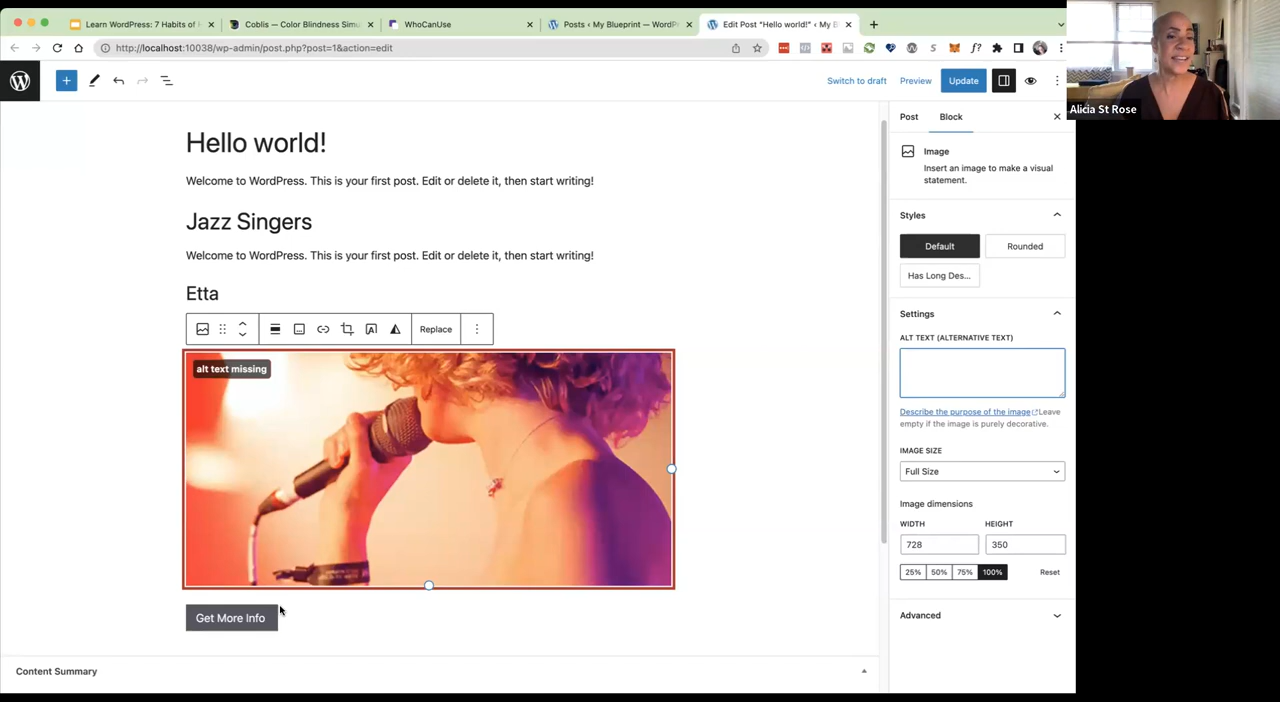 Learn WordPress: 7 Habits of
Coblis — Color Blindness Simu
WhoCanUse
Posts ‹ My Blueprint — WordP
Edit Post “Hello world!” ‹ My B
http://localhost:10038/wp-admin/post.php?post=1&action=edit
Switch to draft
Preview
Update
Alicia St Rose
Hello world!
Welcome to WordPress. This is your first post. Edit or delete it, then start writing!
Jazz Singers
Welcome to WordPress. This is your first post. Edit or delete it, then start writing!
Etta
Replace
alt text missing
Get More Info
Content Summary
Post
Block
Image
Insert an image to make a visual
statement.
Styles
Default
Rounded
Has Long Des...
Settings
ALT TEXT (ALTERNATIVE TEXT)
Describe the purpose of the image Leave
empty if the image is purely decorative.
IMAGE SIZE
Full Size
Image dimensions
WIDTH
HEIGHT
728
350
25%
50%
75%
100%
Reset
Advanced